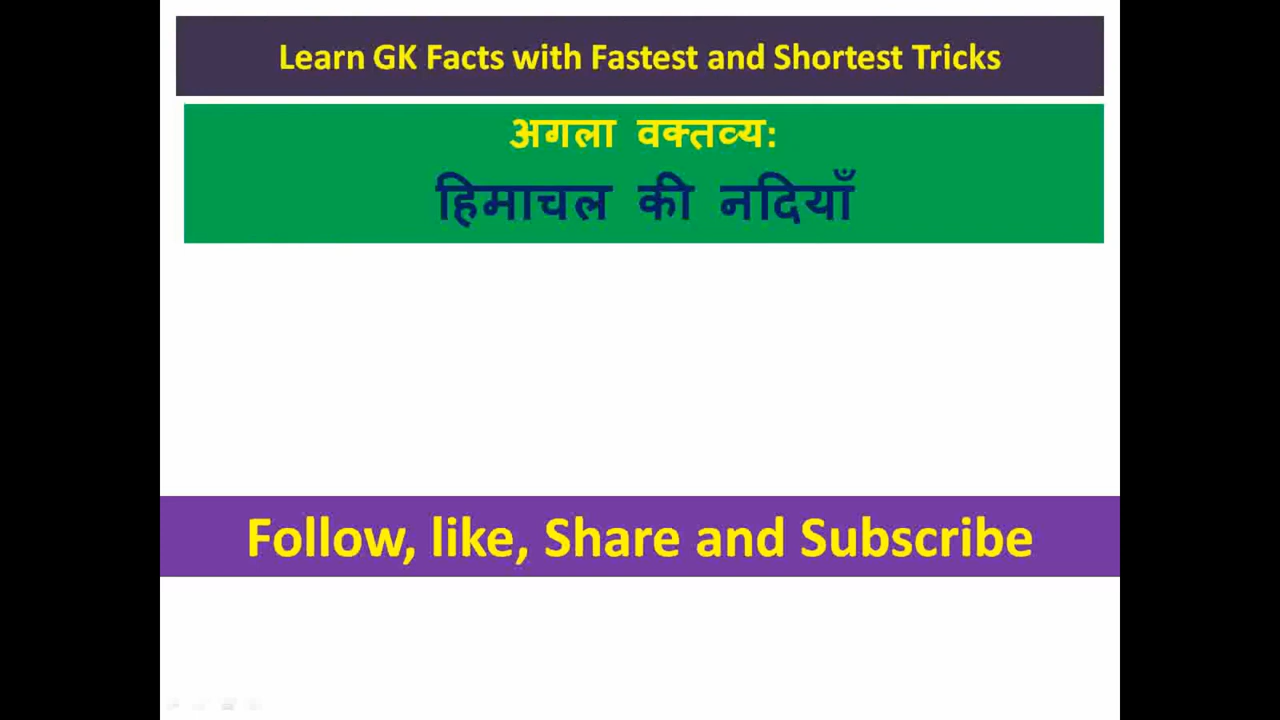 Learn GK Facts with Fastest and Shortest Tricks
अगला वक्तव्य:
हिमाचल की नदियाँ
Follow, like, Share and Subscribe